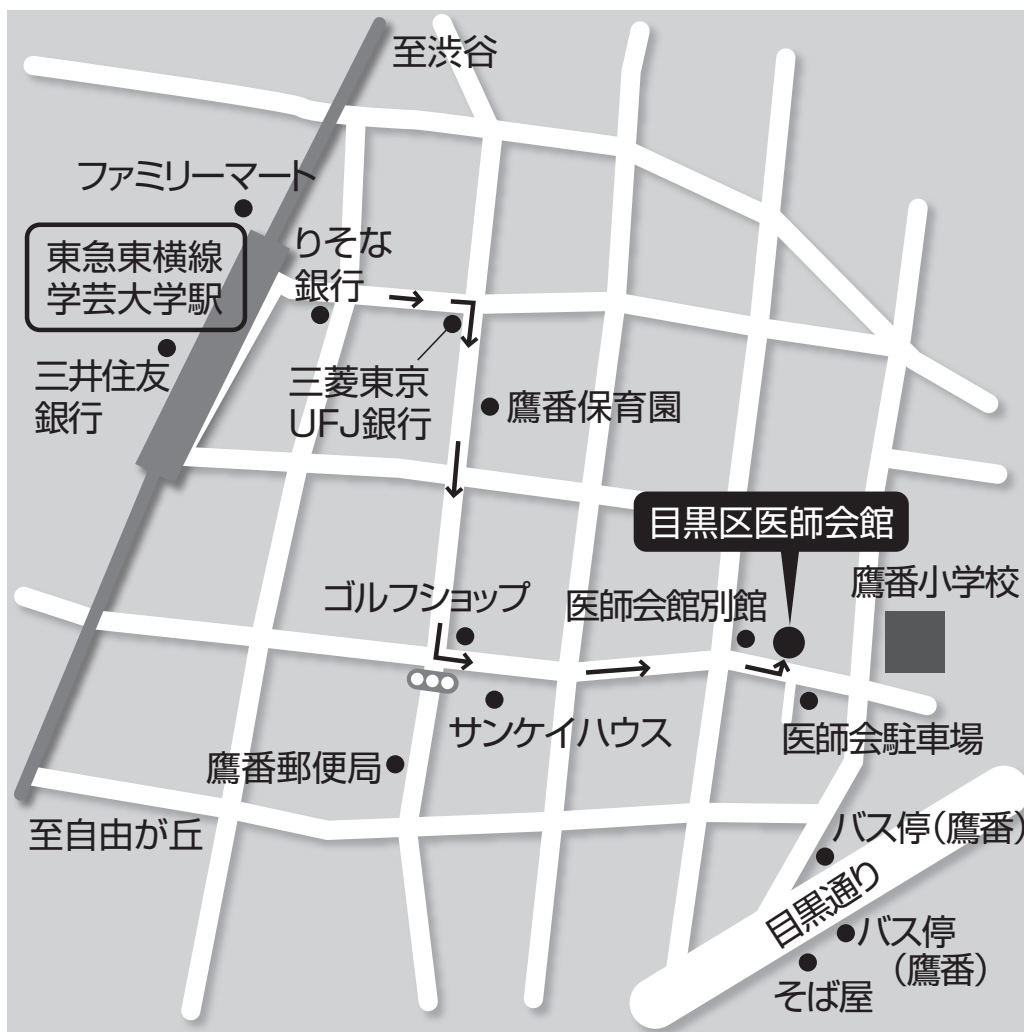 至渋谷
ファミリーマート
東急東横線
学芸大学駅
りそな
銀行
三井住友
銀行
三菱東京
UFJ銀行
鷹番保育園
目黒区医師会館
鷹番小学校
ゴルフショップ
医師会館別館
サンケイハウス
医師会駐車場
鷹番郵便局
至自由が丘
バス停(鷹番)
目黒通り
バス停
(鷹番)
そば屋